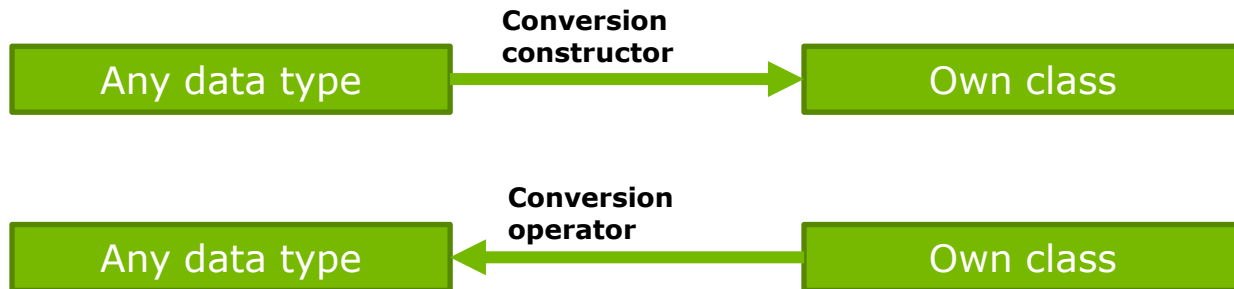 Conversion
constructor
Any data type
Own class
Conversion
operator
Any data type
Own class